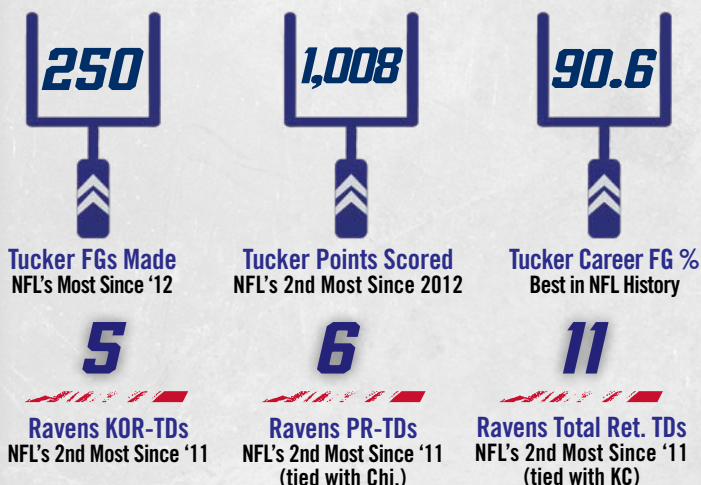 250
1,008
90.6
Tucker FGs Made
NFL's Most Since ‘12
Tucker Points Scored
NFL's 2nd Most Since 2012
Tucker Career FG %
Best in NFL History
5
6
11
Ravens KOR-TDs
NFL's 2nd Most Since ‘11
Ravens PR-TDs
NFL's 2nd Most Since ‘11
(tied with Chi.)
Ravens Total Ret. TDs
NFL's 2nd Most Since ‘11
(tied with KC)